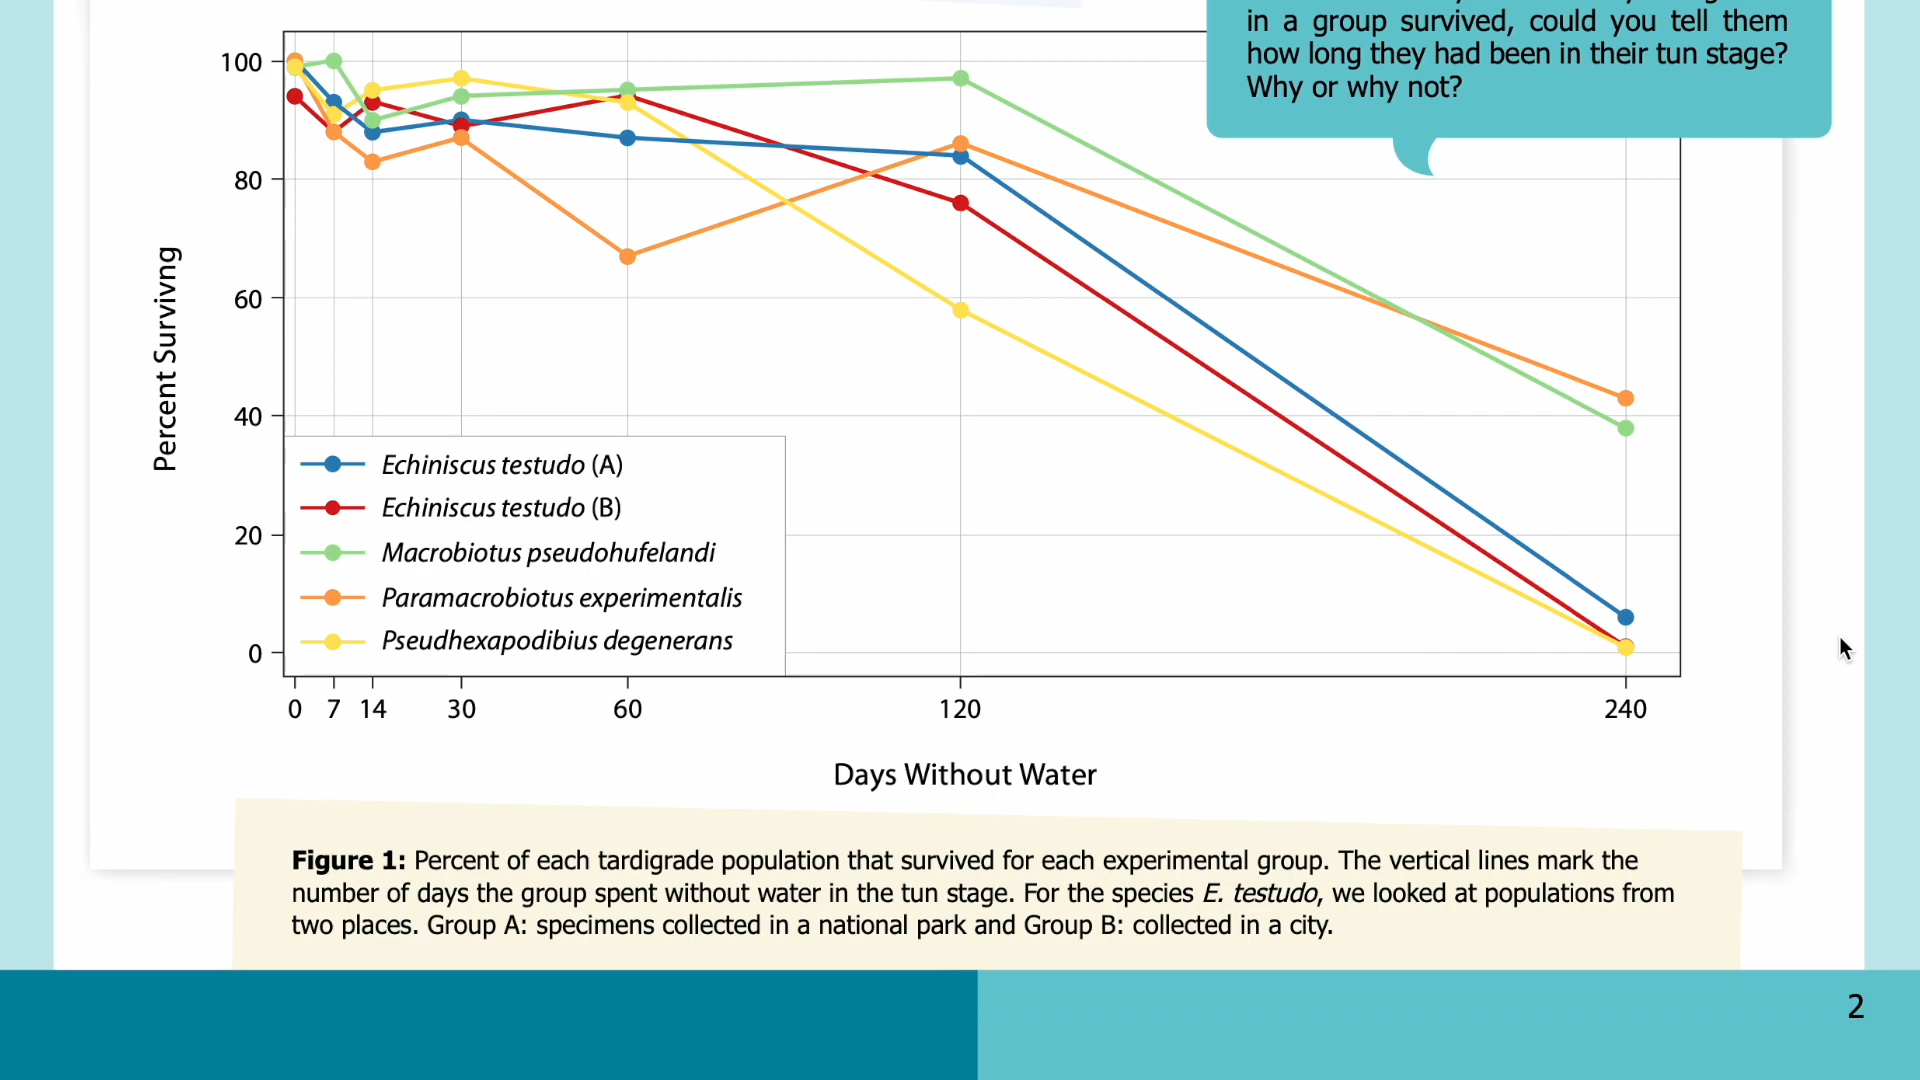 in a group survived, could you tell them
how long they had been in their tun stage?
Why or why not?
100
80
60
40
20
0
Percent Survivng
Echiniscus testudo (A)
Echiniscus testudo (B)
Macrobiotus pseudohufelandi
Paramacrobiotus experimentalis
Pseudhexapodibius degenerans
0 7 14 30 60 120 240
Days Without Water
Figure 1: Percent of each tardigrade population that survived for each experimental group. The vertical lines mark the
number of days the group spent without water in the tun stage. For the species E. testudo, we looked at populations from
two places. Group A: specimens collected in a national park and Group B: collected in a city.
2